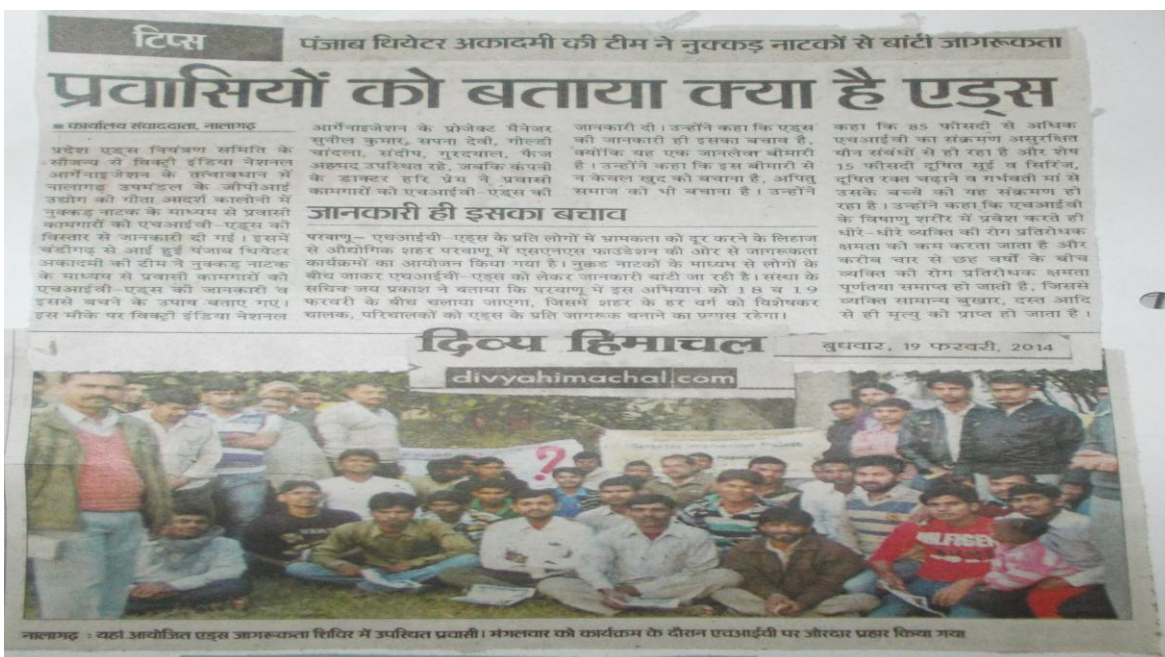 टिप्स
पंजाब थियेटर अकादमी की टीम ने नुक्कड़ नाटकों से बांटी जागरूकता
प्रवासियों को बताया क्या है एड्स
कार्यालय संवाददाता, नालागढ़
प्रदेश एड्स नियंत्रण समिति के
सौजन्य से विक्ट्री इंडिया नेशनल
आर्गेनाइजेशन के तत्वावधान में
नालागढ़ उपमंडल के जीपीआई
उद्योग की गीता आदर्श कालोनी में
नुक्कड़ नाटक के माध्यम से प्रवासी
कामगारों को एचआईवी-एड्स की
विस्तार से जानकारी दी गई। इसमें
चंडीगढ़ से आई हुई पंजाब थियेटर
अकादमी की टीम ने नुक्कड़ नाटक
के माध्यम से प्रवासी कामगारों को
एचआईवी-एड्स की जानकारी व
इससे बचने के उपाय बताए गए।
इस मौके पर विक्ट्री इंडिया नेशनल
आर्गेनाइजेशन के प्रोजेक्ट मैनेजर
सुनील कुमार, सपना देवी, गोल्डी
चांदला, संदीप, गुरदयाल, फैज
अहमद उपस्थित रहे, जबकि कंपनी
के डाक्टर हरि प्रेम ने प्रवासी
कामगारों को एचआईवी-एड्स की
जानकारी दी। उन्होंने कहा कि एड्स
की जानकारी ही इसका बचाव है,
क्योंकि यह एक जानलेवा बीमारी
है। उन्होंने कहा कि इस बीमारी से
न केवल खुद को बचाना है, अपितु
समाज को भी बचाना है। उन्होंने
कहा कि 85 फीसदी से अधिक
एचआईवी का संक्रमण असुरक्षित
यौन संबंधों से हो रहा है और शेष
15 फीसदी दूषित सुई व सिरिंज,
दूषित रक्त चढ़ाने व गर्भवती मां से
उसके बच्चे को यह संक्रमण हो
रहा है। उन्होंने कहा कि एचआईवी
के विषाणु शरीर में प्रवेश करते ही
धीरे-धीरे व्यक्ति की रोग प्रतिरोधक
क्षमता को कम करता जाता है और
करीब चार से छह वर्षों के बीच
व्यक्ति की रोग प्रतिरोधक क्षमता
पूर्णतया समाप्त हो जाती है, जिससे
व्यक्ति सामान्य बुखार, दस्त आदि
से ही मृत्यु को प्राप्त हो जाता है।
जानकारी ही इसका बचाव
परवाणू- एचआईवी-एड्स के प्रति लोगों में भ्रामकता को दूर करने के लिहाज
से औद्योगिक शहर परवाणू में एसएएस फाउंडेशन की ओर से जागरूकता
कार्यक्रमों का आयोजन किया गया है। नुक्कड़ नाटकों के माध्यम से लोगों के
बीच जाकर एचआईवी-एड्स को लेकर जानकारी बांटी जा रही है। संस्था के
सचिव जय प्रकाश ने बताया कि परवाणू में इस अभियान को 18 व 19
फरवरी के बीच चलाया जाएगा, जिसमें शहर के हर वर्ग को विशेषकर
चालक, परिचालकों को एड्स के प्रति जागरूक बनाने का प्रयास रहेगा।
दिव्य हिमाचल
बुधवार, 19 फरवरी, 2014
divyahimachal.com
?
HILFIGER
नालागढ़ : यहां आयोजित एड्स जागरूकता शिविर में उपस्थित प्रवासी। मंगलवार को कार्यक्रम के दौरान एचआईवी पर जोरदार प्रहार किया गया